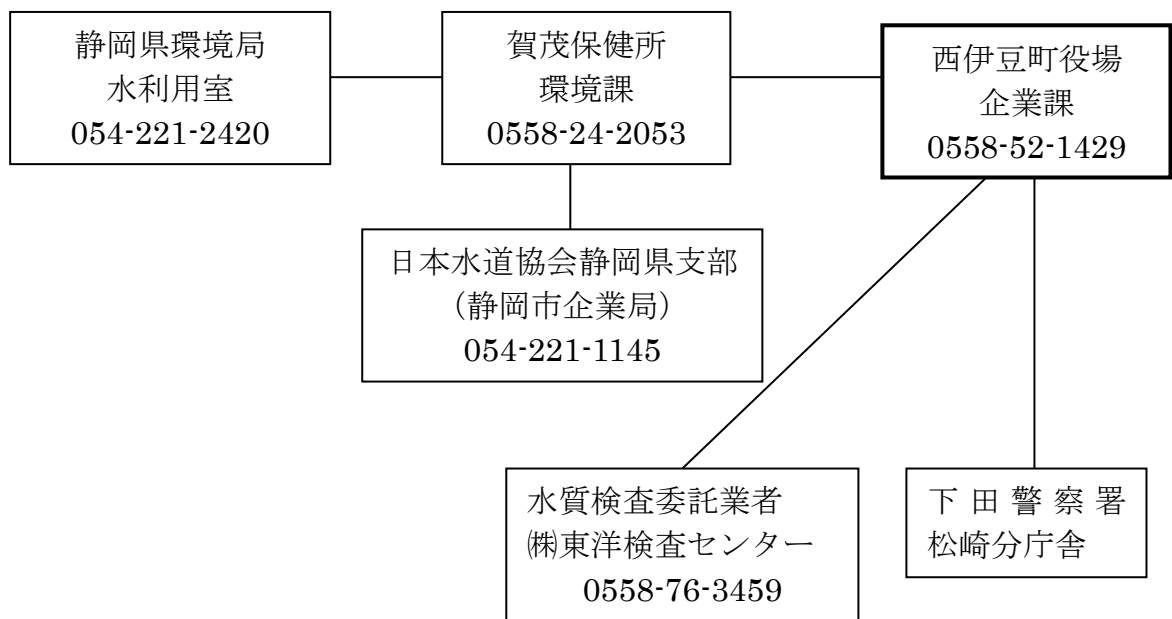 静岡県環境局
水利用室
054-221-2420
賀茂保健所
環境課
0558-24-2053
西伊豆町役場
企業課
0558-52-1429
日本水道協会静岡県支部
(静岡市企業局)
054-221-1145
水質検査委託業者
㈱東洋検査センター
0558-76-3459
下田警察署
松崎分庁舎